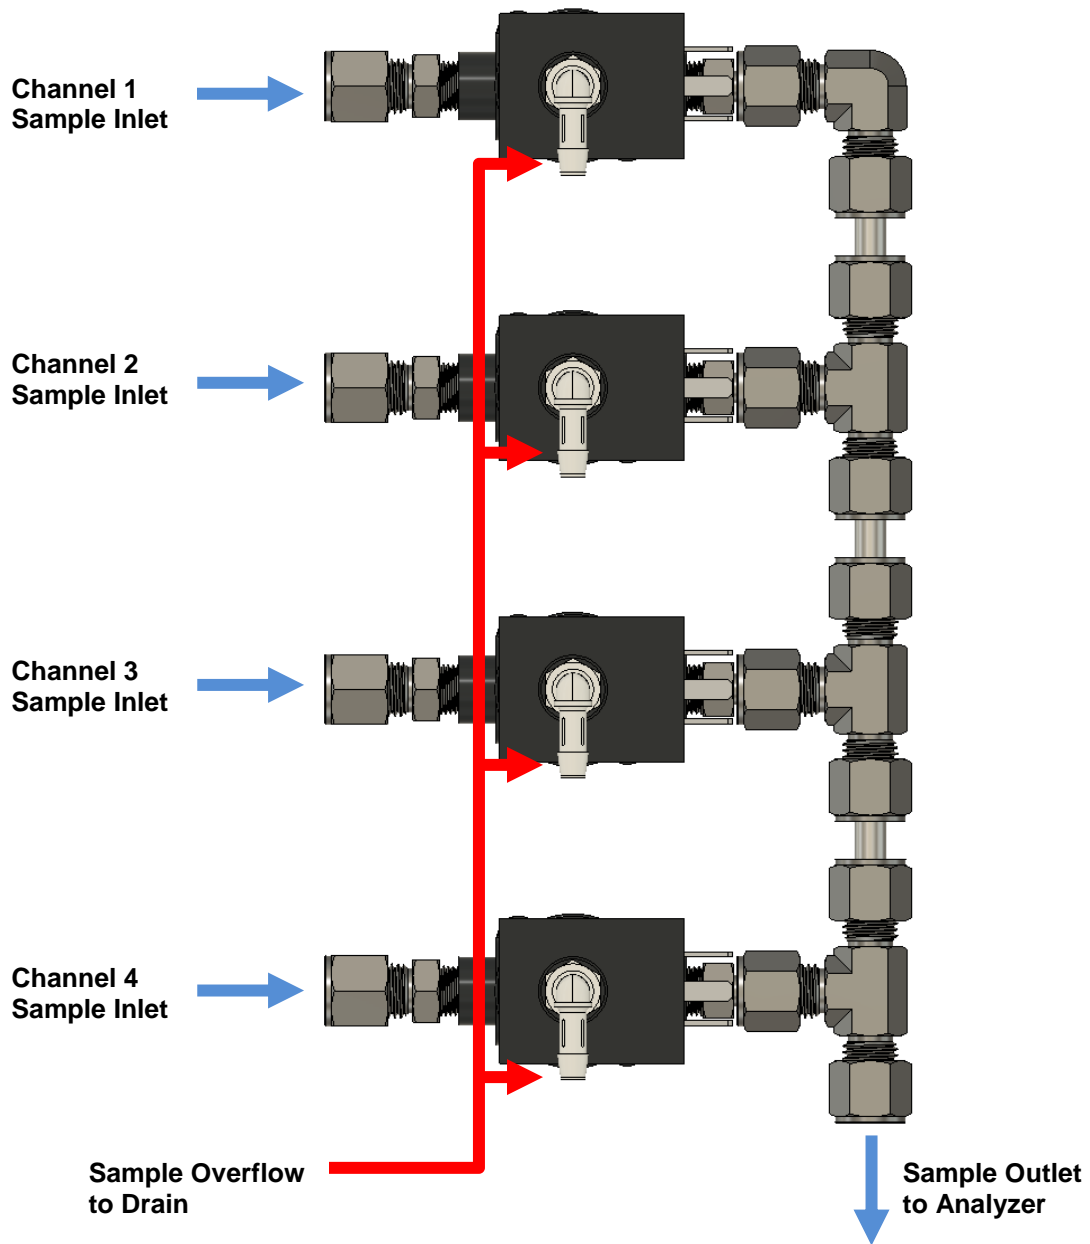 Channel 1
Sample Inlet
Channel 2
Sample Inlet
Channel 3
Sample Inlet
Channel 4
Sample Inlet
Sample Overflow
to Drain
Sample Outlet
to Analyzer